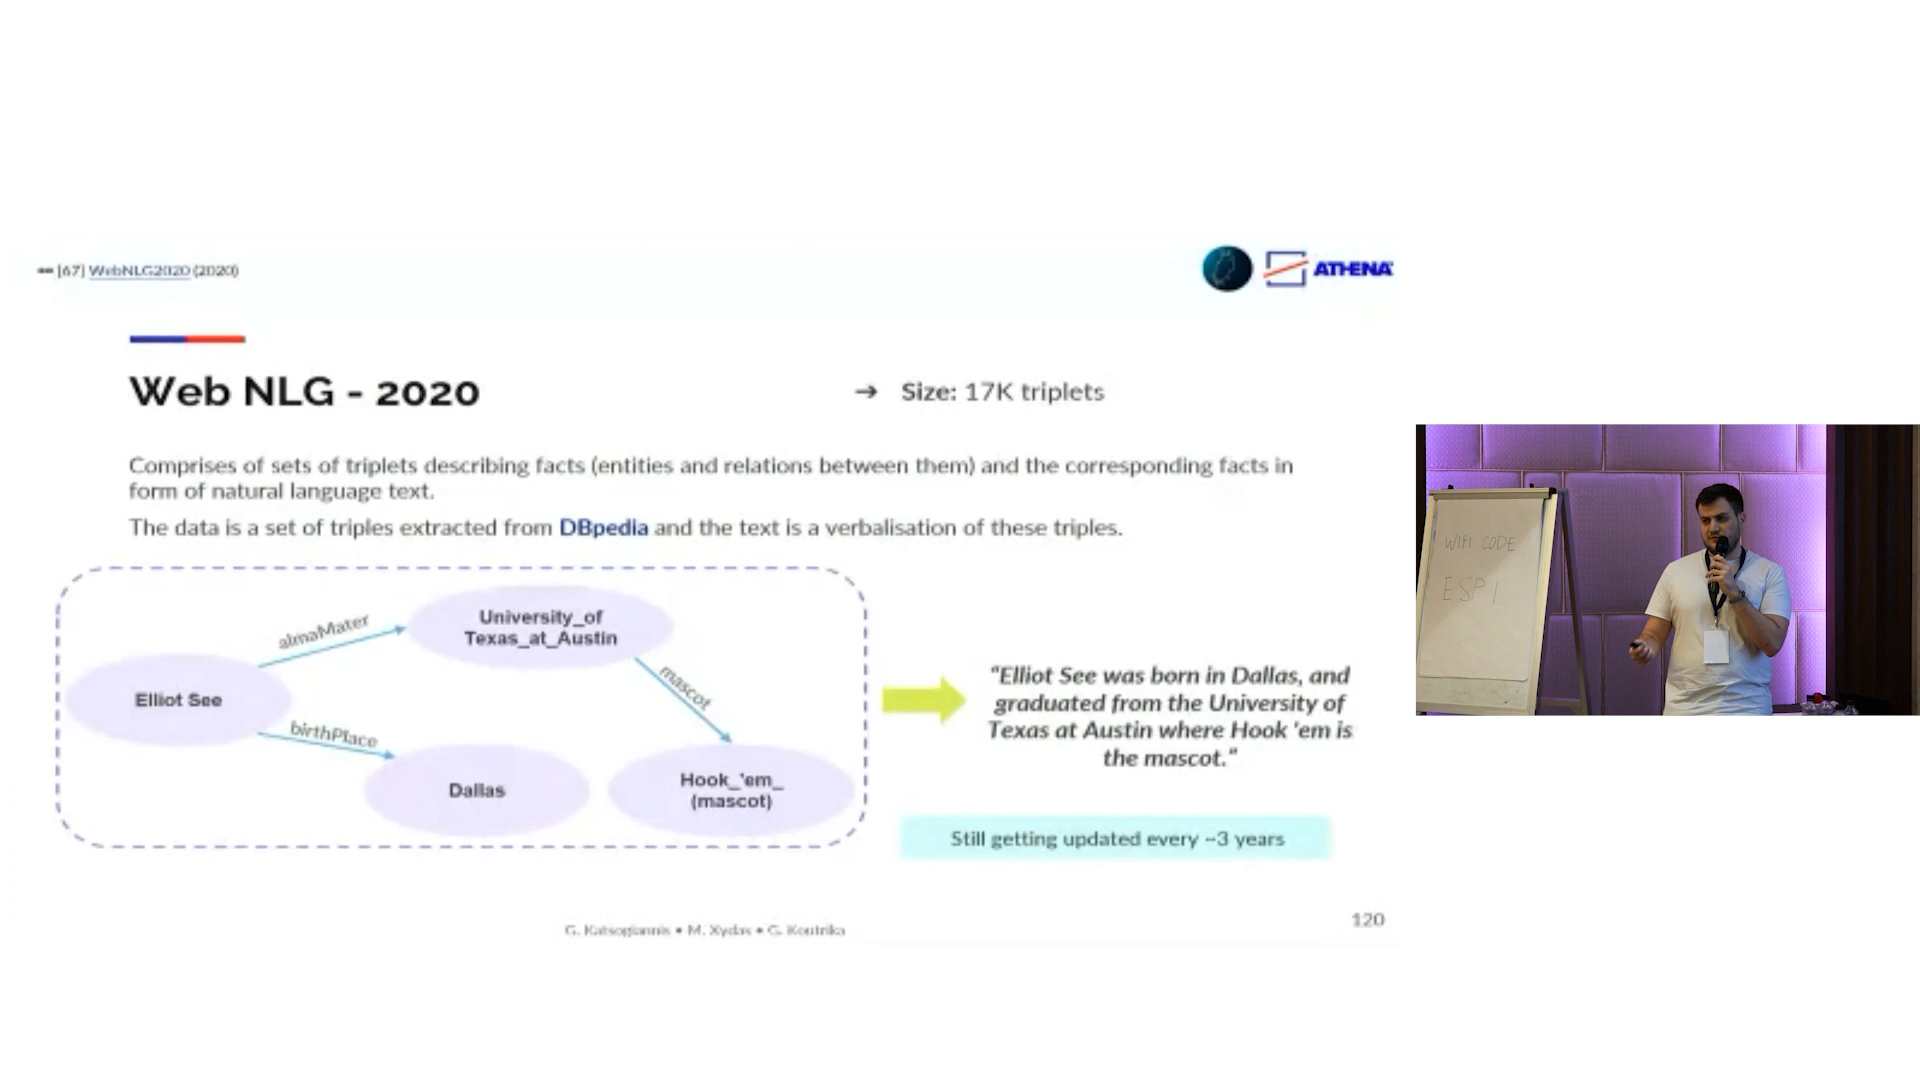 [67] WebNLG2020 (2020)
ATHENA
Web NLG - 2020
➔ Size: 17K triplets
Comprises of sets of triplets describing facts (entities and relations between them) and the corresponding facts in
form of natural language text.
The data is a set of triples extracted from DBpedia and the text is a verbalisation of these triples.
almaMater
University_of
Texas_at_Austin
mascot
Elliot See
birthPlace
Dallas
Hook_'em_
(mascot)
"Elliot See was born in Dallas, and
graduated from the University of
Texas at Austin where Hook 'em is
the mascot."
Still getting updated every ~3 years
G. Katsogiannis • M. Xydas • G. Koutrika
120
WIFI CODE
ESP1